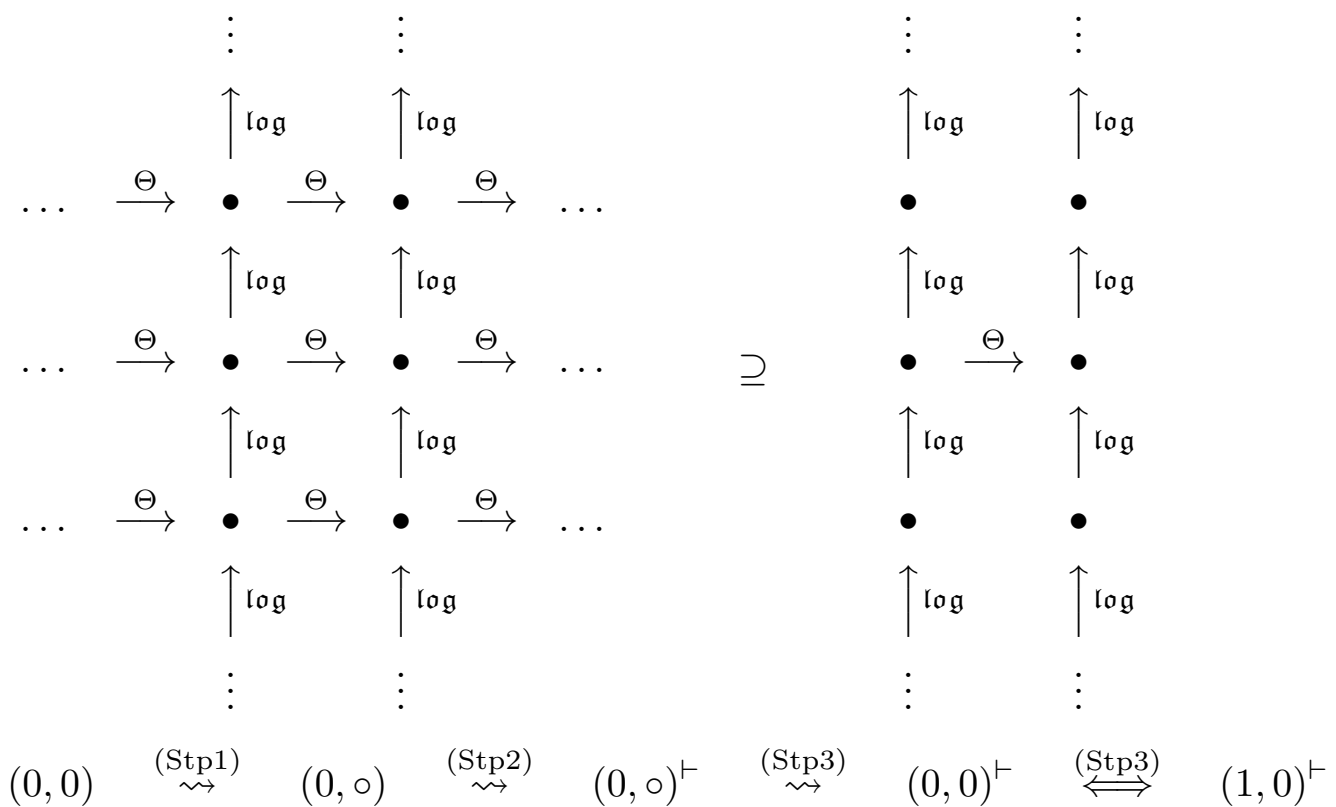 ⋮ ⋮ ⋮ ⋮
↑ 𝔩𝔬𝔤 ↑ 𝔩𝔬𝔤 ↑ 𝔩𝔬𝔤 ↑ 𝔩𝔬𝔤
… Θ→ • Θ→ • Θ→ … • •
↑ 𝔩𝔬𝔤 ↑ 𝔩𝔬𝔤 ↑ 𝔩𝔬𝔤 ↑ 𝔩𝔬𝔤
… Θ→ • Θ→ • Θ→ … ⊇ • Θ→ •
↑ 𝔩𝔬𝔤 ↑ 𝔩𝔬𝔤 ↑ 𝔩𝔬𝔤 ↑ 𝔩𝔬𝔤
… Θ→ • Θ→ • Θ→ … • •
↑ 𝔩𝔬𝔤 ↑ 𝔩𝔬𝔤 ↑ 𝔩𝔬𝔤 ↑ 𝔩𝔬𝔤
⋮ ⋮ ⋮ ⋮
(0,0) (Stp1) ⇝ (0,∘) (Stp2) ⇝ (0,∘)⊢ (Stp3) ⇝ (0,0)⊢ (Stp3) ⟺ (1,0)⊢